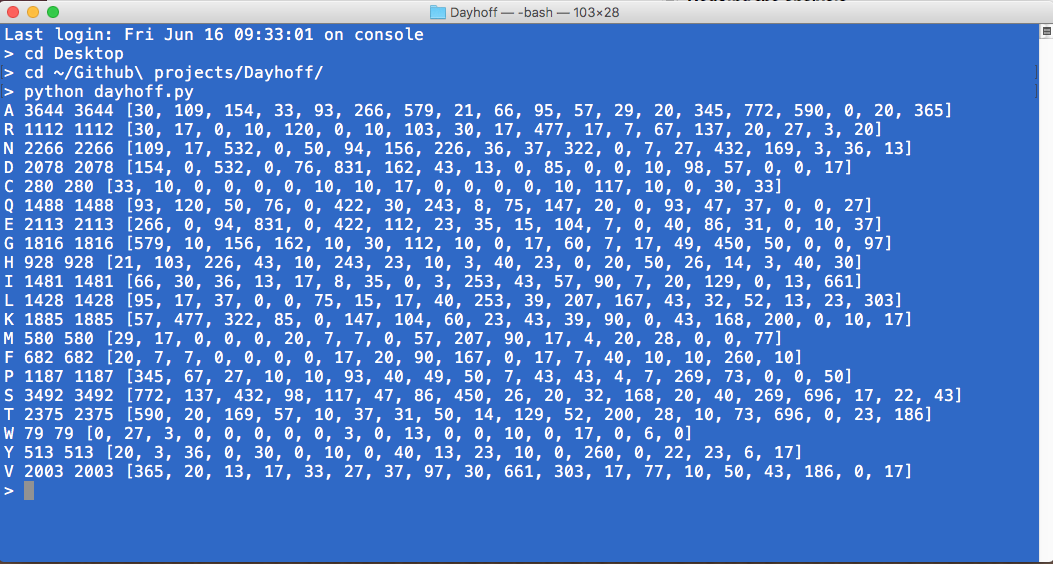 Dayhoff — -bash — 103×28
Last login: Fri Jun 16 09:33:01 on console
> cd Desktop
> cd ~/Github\ projects/Dayhoff/
> python dayhoff.py
A 3644 3644 [30, 109, 154, 33, 93, 266, 579, 21, 66, 95, 57, 29, 20, 345, 772, 590, 0, 20, 365]
R 1112 1112 [30, 17, 0, 10, 120, 0, 10, 103, 30, 17, 477, 17, 7, 67, 137, 20, 27, 3, 20]
N 2266 2266 [109, 17, 532, 0, 50, 94, 156, 226, 36, 37, 322, 0, 7, 27, 432, 169, 3, 36, 13]
D 2078 2078 [154, 0, 532, 0, 76, 831, 162, 43, 13, 0, 85, 0, 0, 10, 98, 57, 0, 0, 17]
C 280 280 [33, 10, 0, 0, 0, 0, 10, 10, 17, 0, 0, 0, 0, 10, 117, 10, 0, 30, 33]
Q 1488 1488 [93, 120, 50, 76, 0, 422, 30, 243, 8, 75, 147, 20, 0, 93, 47, 37, 0, 0, 27]
E 2113 2113 [266, 0, 94, 831, 0, 422, 112, 23, 35, 15, 104, 7, 0, 40, 86, 31, 0, 10, 37]
G 1816 1816 [579, 10, 156, 162, 10, 30, 112, 10, 0, 17, 60, 7, 17, 49, 450, 50, 0, 0, 97]
H 928 928 [21, 103, 226, 43, 10, 243, 23, 10, 3, 40, 23, 0, 20, 50, 26, 14, 3, 40, 30]
I 1481 1481 [66, 30, 36, 13, 17, 8, 35, 0, 3, 253, 43, 57, 90, 7, 20, 129, 0, 13, 661]
L 1428 1428 [95, 17, 37, 0, 0, 75, 15, 17, 40, 253, 39, 207, 167, 43, 32, 52, 13, 23, 303]
K 1885 1885 [57, 477, 322, 85, 0, 147, 104, 60, 23, 43, 39, 90, 0, 43, 168, 200, 0, 10, 17]
M 580 580 [29, 17, 0, 0, 0, 20, 7, 7, 0, 57, 207, 90, 17, 4, 20, 28, 0, 0, 77]
F 682 682 [20, 7, 7, 0, 0, 0, 0, 17, 20, 90, 167, 0, 17, 7, 40, 10, 10, 260, 10]
P 1187 1187 [345, 67, 27, 10, 10, 93, 40, 49, 50, 7, 43, 43, 4, 7, 269, 73, 0, 0, 50]
S 3492 3492 [772, 137, 432, 98, 117, 47, 86, 450, 26, 20, 32, 168, 20, 40, 269, 696, 17, 22, 43]
T 2375 2375 [590, 20, 169, 57, 10, 37, 31, 50, 14, 129, 52, 200, 28, 10, 73, 696, 0, 23, 186]
W 79 79 [0, 27, 3, 0, 0, 0, 0, 0, 3, 0, 13, 0, 0, 10, 0, 17, 0, 6, 0]
Y 513 513 [20, 3, 36, 0, 30, 0, 10, 0, 40, 13, 23, 10, 0, 260, 0, 22, 23, 6, 17]
V 2003 2003 [365, 20, 13, 17, 33, 27, 37, 97, 30, 661, 303, 17, 77, 10, 50, 43, 186, 0, 17]
>